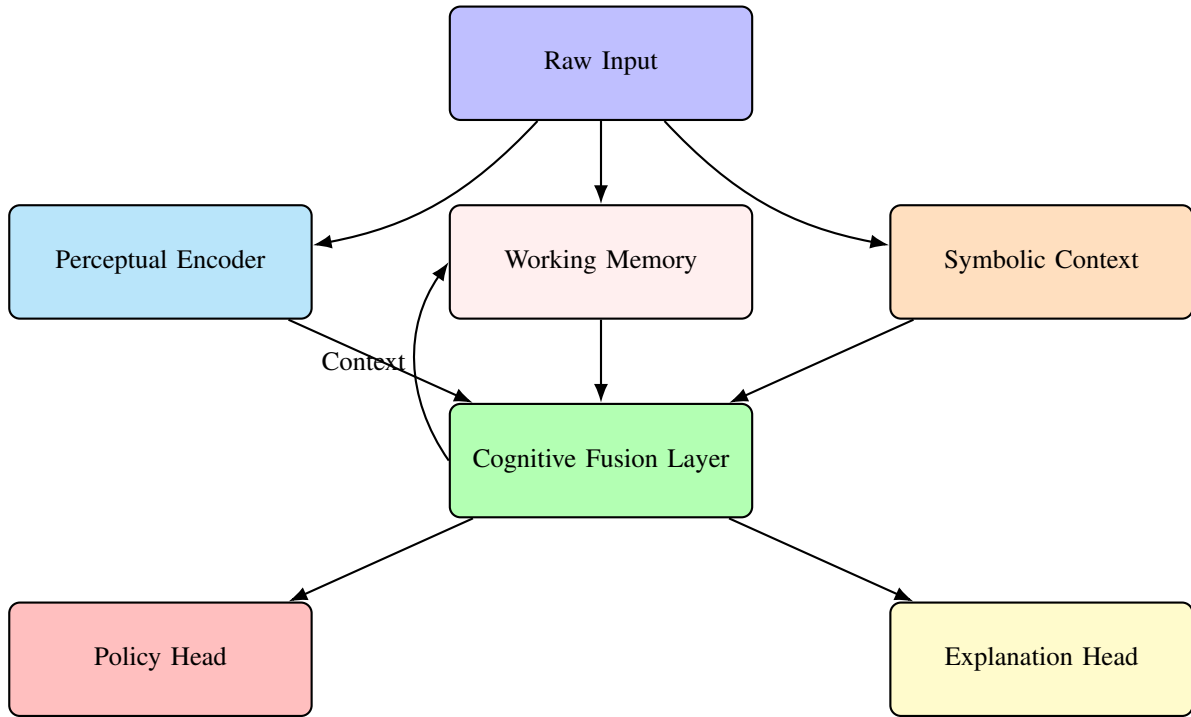 Raw Input
Perceptual Encoder
Working Memory
Symbolic Context
Context
Cognitive Fusion Layer
Policy Head
Explanation Head